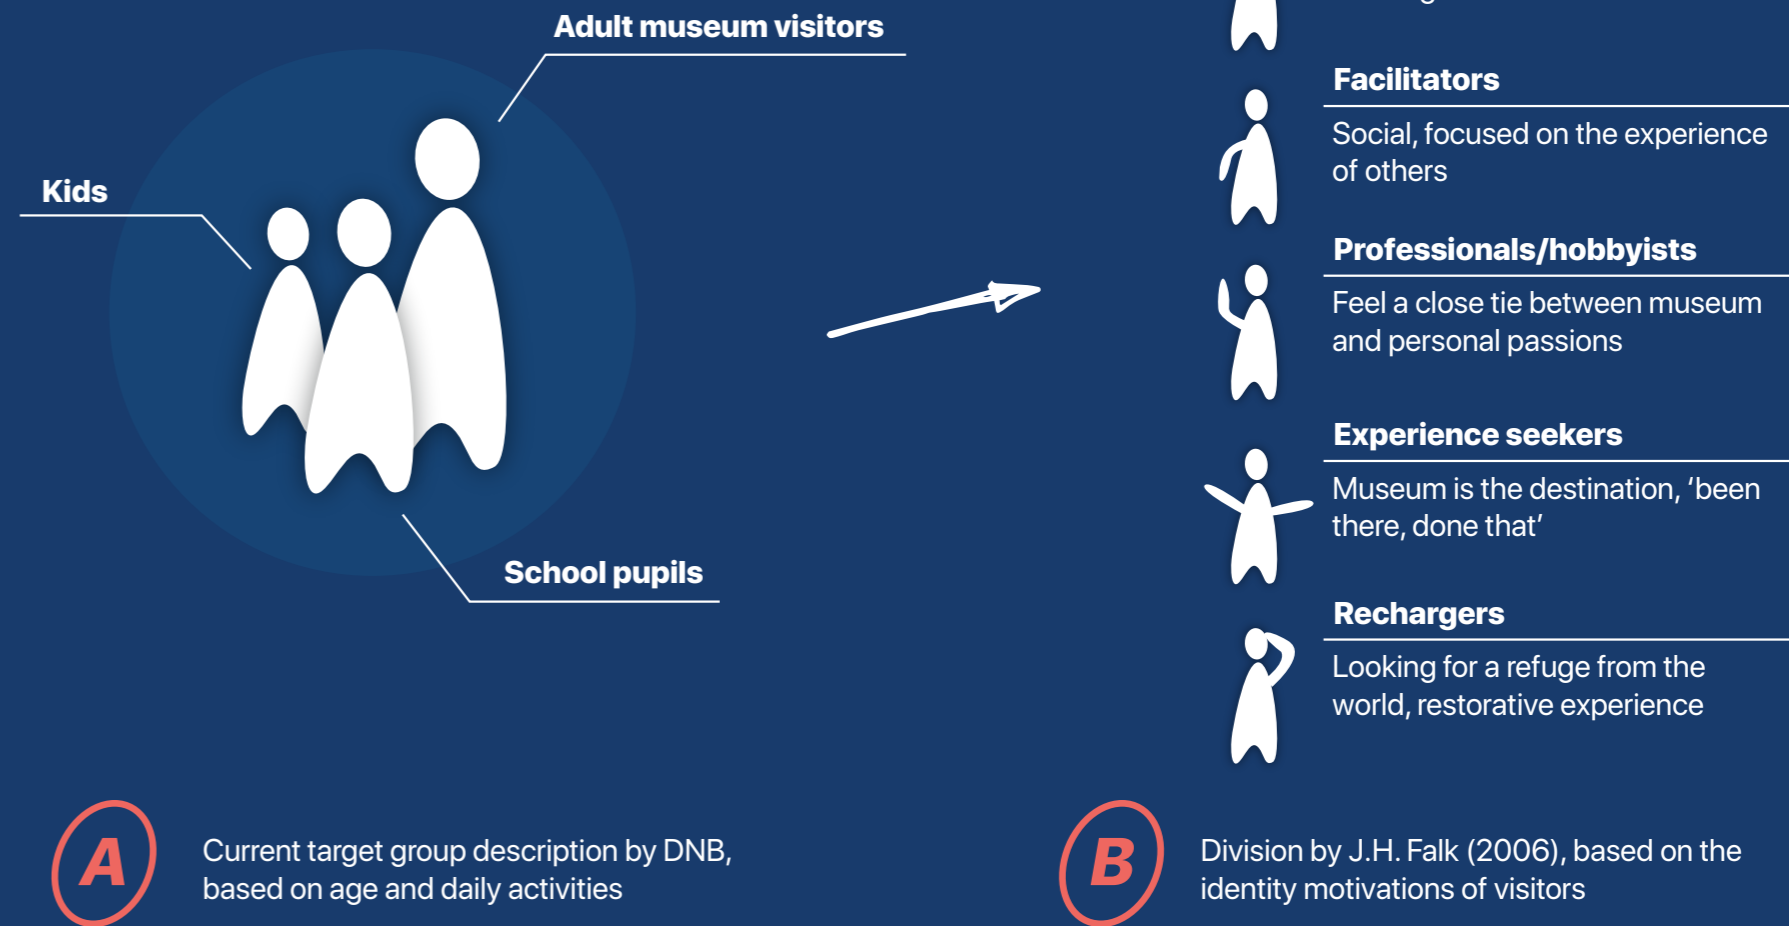 Adult museum visitors
Kids
School pupils
Facilitators
Social, focused on the experience
of others
Professionals/hobbyists
Feel a close tie between museum
and personal passions
Experience seekers
Museum is the destination, ‘been
there, done that’
Rechargers
Looking for a refuge from the
world, restorative experience
A
Current target group description by DNB,
based on age and daily activities
B
Division by J.H. Falk (2006), based on the
identity motivations of visitors